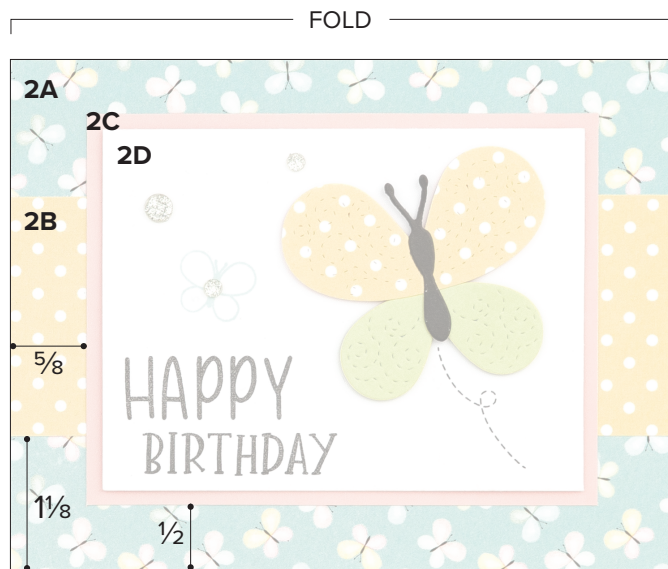 FOLD
2A
2C
2D
2B
⅝
HAPPY
BIRTHDAY
1⅛
½